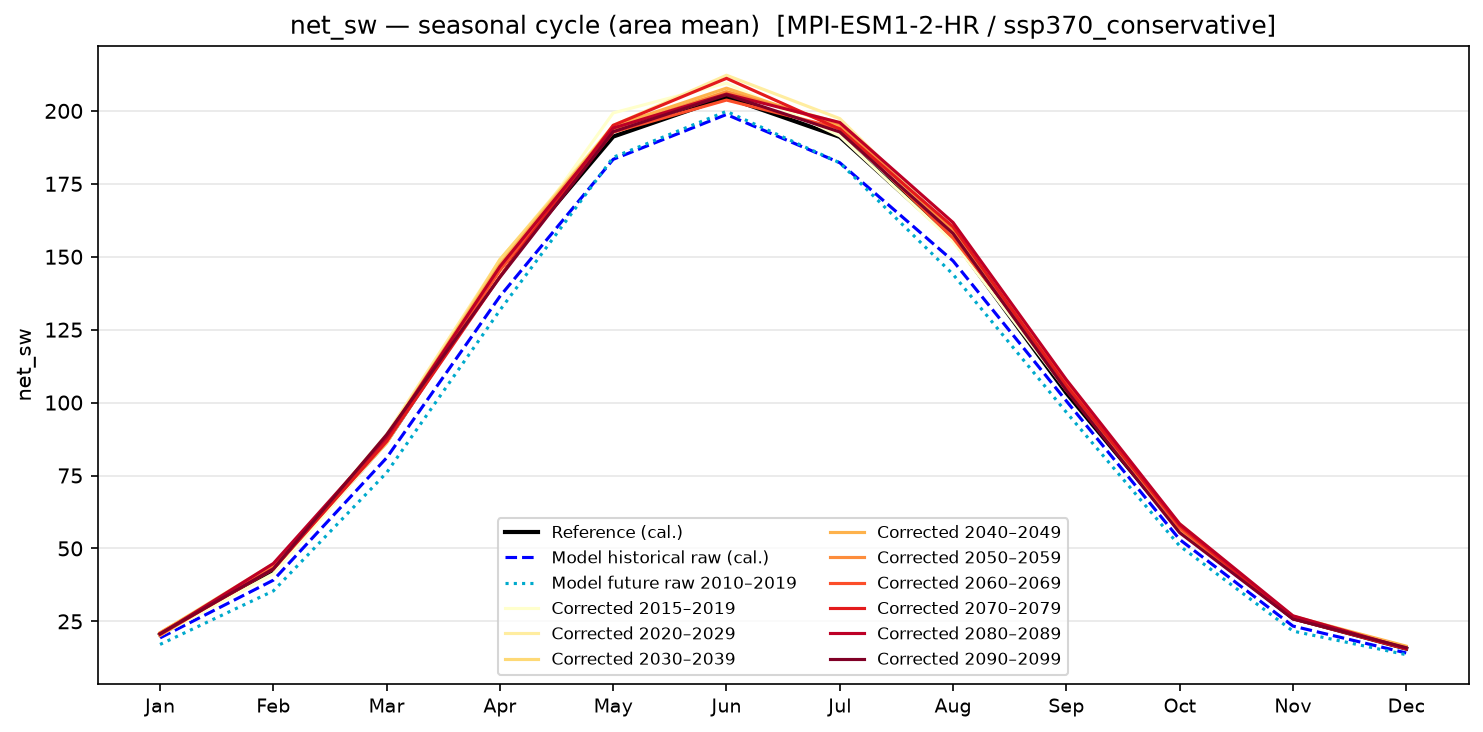 net_sw — seasonal cycle (area mean)  [MPI-ESM1-2-HR / ssp370_conservative]
net_sw
200
175
150
125
100
75
50
25
Jan
Feb
Mar
Apr
May
Jun
Jul
Aug
Sep
Oct
Nov
Dec
Reference (cal.)
Model historical raw (cal.)
Model future raw 2010–2019
Corrected 2015–2019
Corrected 2020–2029
Corrected 2030–2039
Corrected 2040–2049
Corrected 2050–2059
Corrected 2060–2069
Corrected 2070–2079
Corrected 2080–2089
Corrected 2090–2099